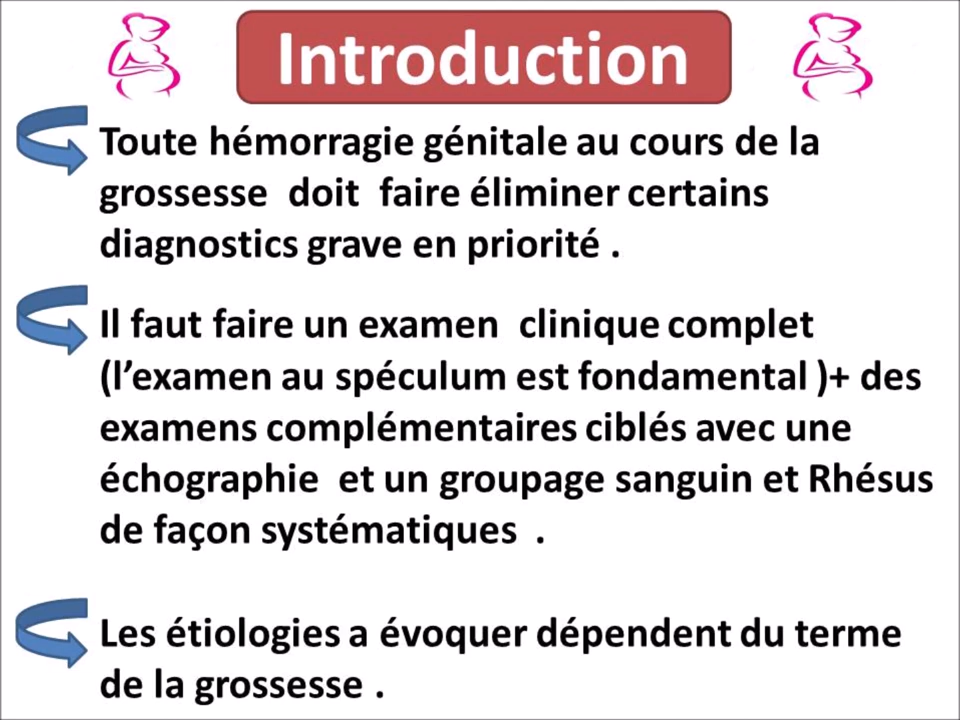 Introduction
Toute hémorragie génitale au cours de la
grossesse doit faire éliminer certains
diagnostics grave en priorité .
Il faut faire un examen clinique complet
(l’examen au spéculum est fondamental )+ des
examens complémentaires ciblés avec une
échographie et un groupage sanguin et Rhésus
de façon systématiques .
Les étiologies a évoquer dépendent du terme
de la grossesse .